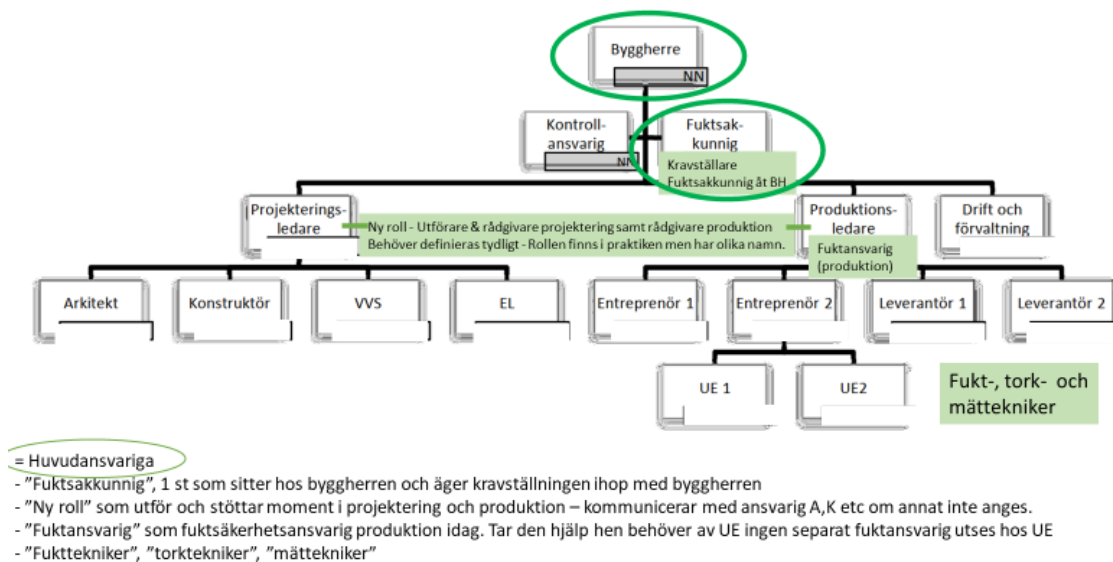 Byggherre
NN
Kontroll-
ansvarig
NN
Fuktsak-
kunnig
Kravställare
Fuktsakkunnig åt BH
Projekterings-
ledare
Ny roll - Utförare & rådgivare projektering samt rådgivare produktion
Behöver definieras tydligt - Rollen finns i praktiken men har olika namn.
Produktions-
ledare
Drift och
förvaltning
Fuktansvarig
(produktion)
Arkitekt
Konstruktör
VVS
EL
Entreprenör 1
Entreprenör 2
Leverantör 1
Leverantör 2
UE 1
UE2
Fukt-, tork- och
mättekniker
= Huvudansvariga
- ”Fuktsakkunnig”, 1 st som sitter hos byggherren och äger kravställningen ihop med byggherren
- ”Ny roll” som utför och stöttar moment i projektering och produktion – kommunicerar med ansvarig A,K etc om annat inte anges.
- ”Fuktansvarig” som fuktsäkerhetsansvarig produktion idag. Tar den hjälp hen behöver av UE ingen separat fuktansvarig utses hos UE
- ”Fukttekniker”, ”torktekniker”, ”mättekniker”